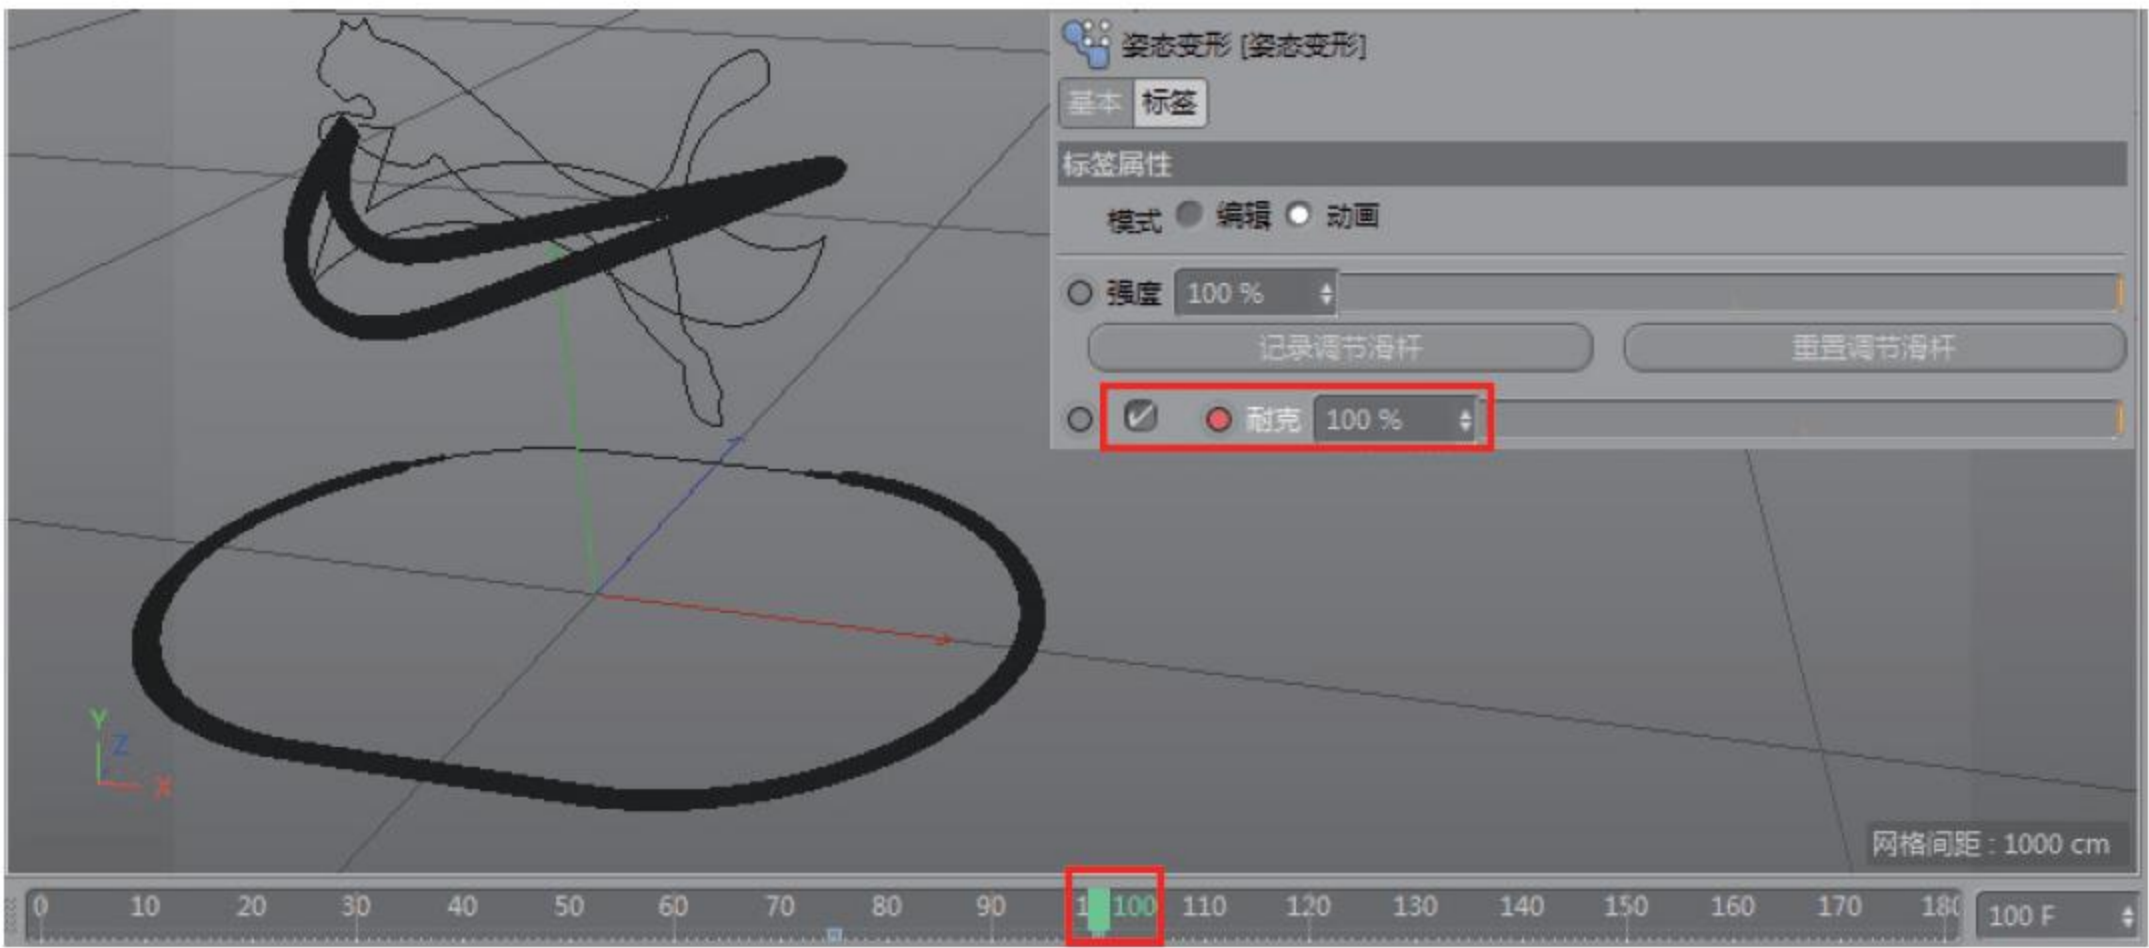 姿态变形 [姿态变形]
基本 标签
标签属性
模式 编辑 动画
强度 100 %
记录调节滑杆 重置调节滑杆
耐克 100 %
Y
Z
X
网格间距 : 1000 cm
0 10 20 30 40 50 60 70 80 90 1 100 110 120 130 140 150 160 170 180 100 F